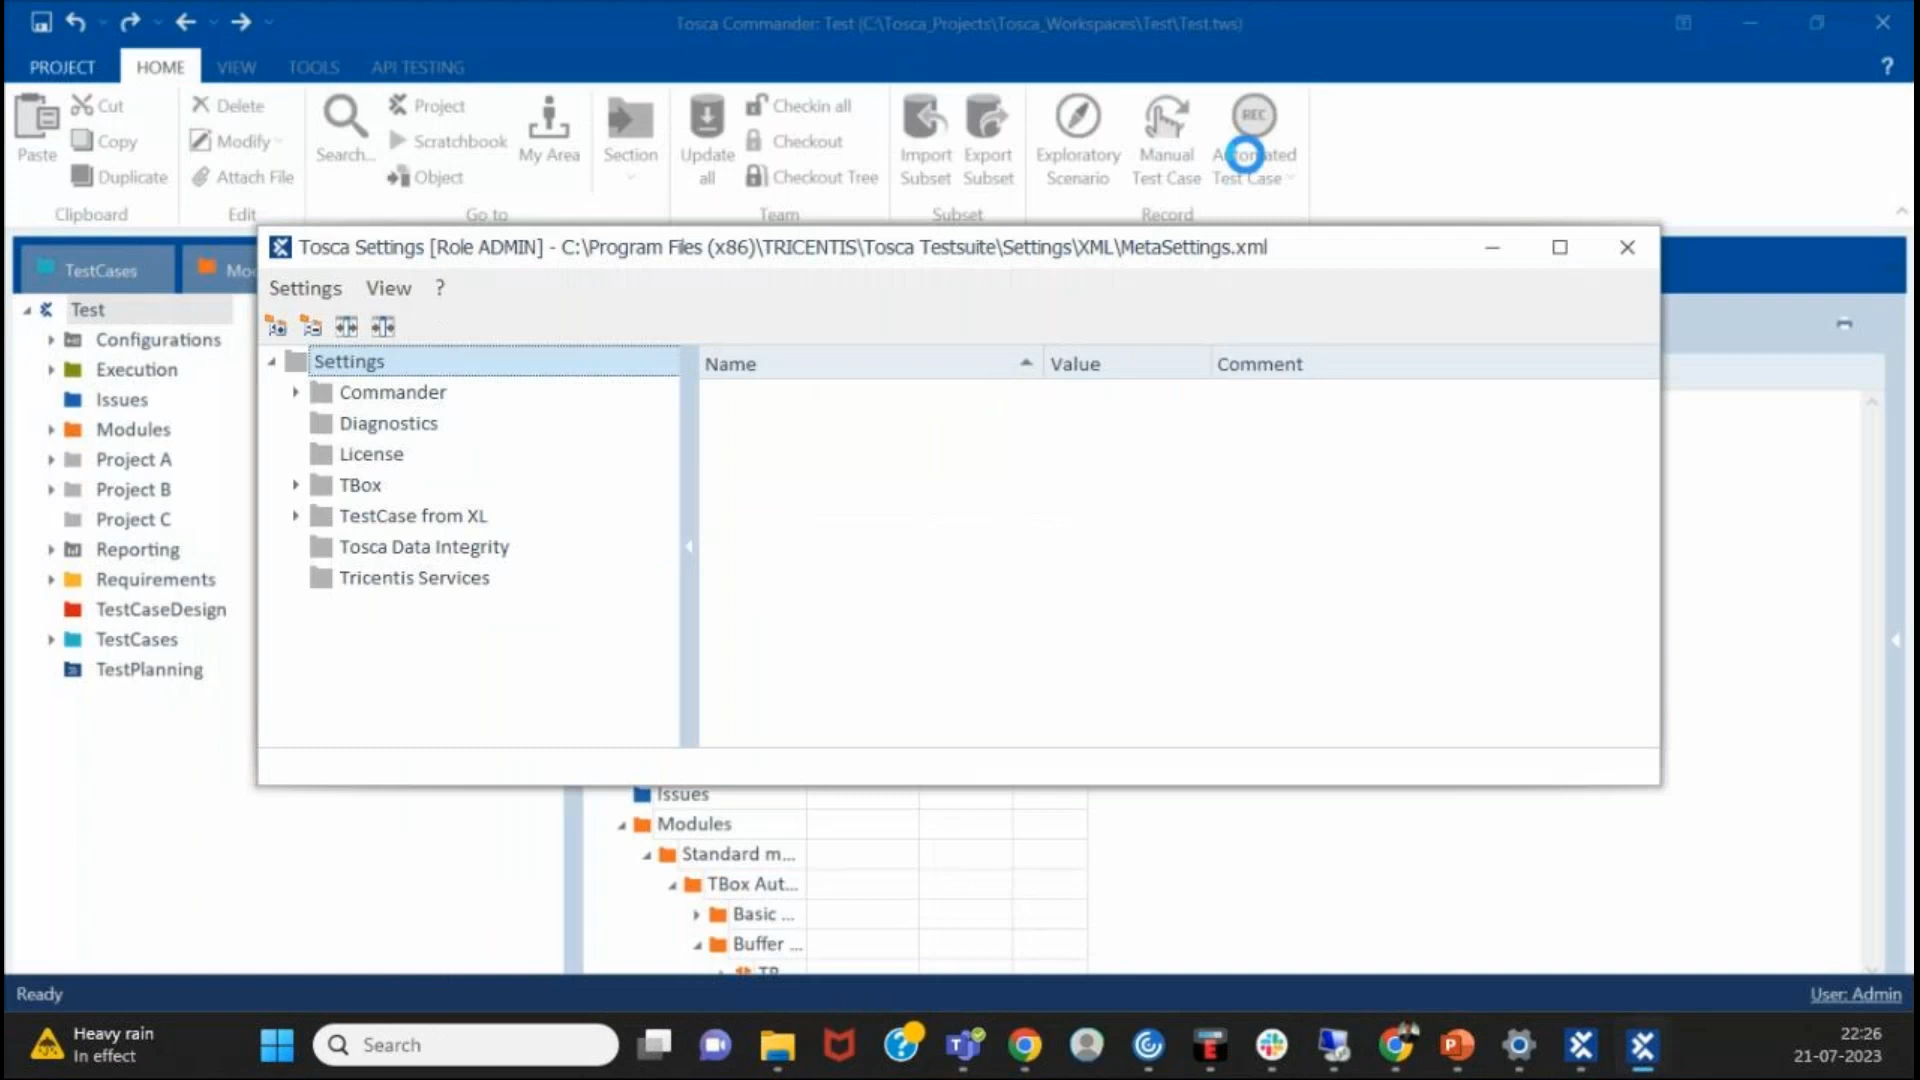 Tosca Commander: Test (C:\Tosca_Projects\Tosca_Workspaces\Test\Test.tws)
PROJECT HOME VIEW TOOLS API TESTING
?
Paste
Cut
Copy
Duplicate
Clipboard
Delete
Modify
Attach File
Edit
Search...
Project
Scratchbook
Object
My Area
Go to
Section
Update all
Checkin all
Checkout
Checkout Tree
Team
Import Subset
Export Subset
Subset
Exploratory Scenario
Manual Test Case
REC
Test Case
Record
TestCases
Test
Configurations
Execution
Issues
Modules
Project A
Project B
Project C
Reporting
Requirements
TestCaseDesign
TestCases
TestPlanning
Tosca Settings [Role ADMIN] - C:\Program Files (x86)\TRICENTIS\Tosca Testsuite\Settings\XML\MetaSettings.xml
Settings View ?
Settings
Commander
Diagnostics
License
TBox
TestCase from XL
Tosca Data Integrity
Tricentis Services
Name Value Comment
Issues
Modules
Standard m...
TBox Aut...
Basic ...
Buffer ...
Ready
User: Admin
Heavy rain
In effect
Search
22:26
21-07-2023